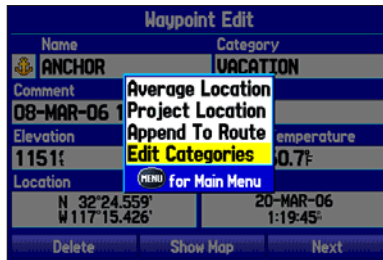 Waypoint Edit
Name Category
ANCHOR VACATION
Comment
08-MAR-06 1
Average Location
Project Location
Append To Route
Edit Categories
MENU for Main Menu
Elevation
Location
N 32°24.559'
W117°15.426'
20-MAR-06
1:19:45
Delete Show Map Next